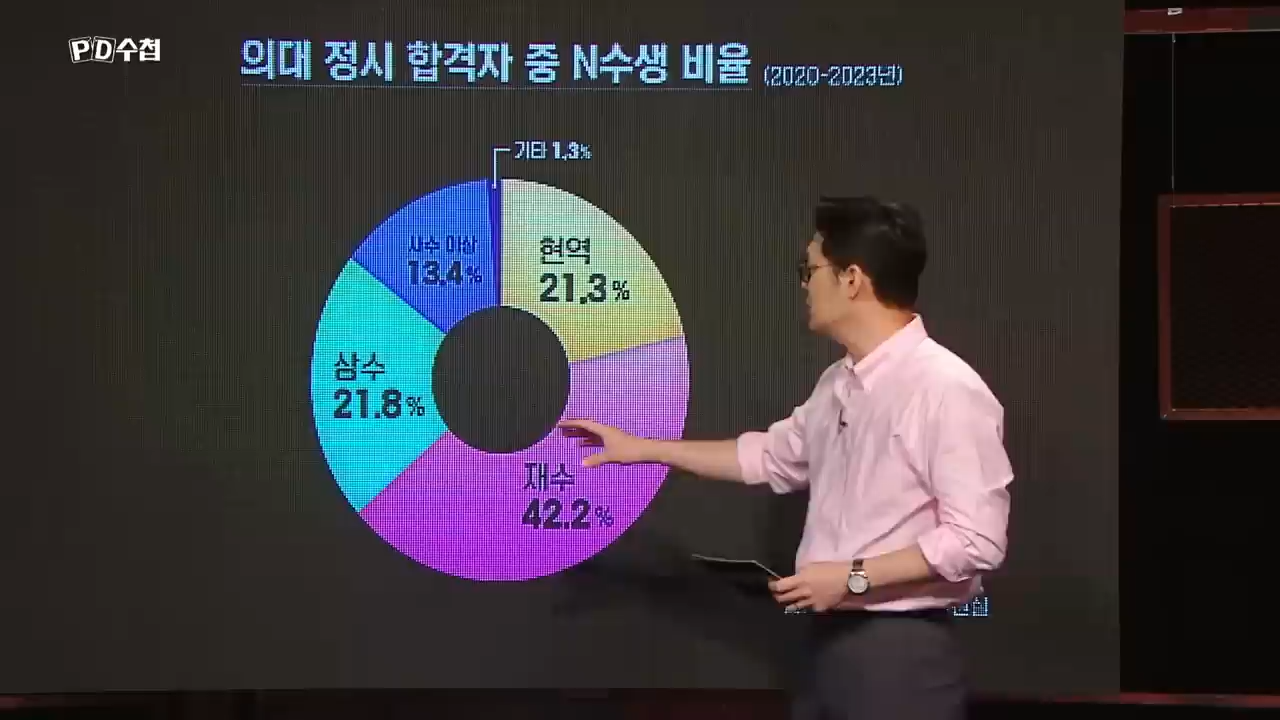 PD수첩
의대 정시 합격자 중 N수생 비율 (2020-2023년)
기타 1.3%
현역
21.3%
사수 이상
13.4%
삼수
21.8%
재수
42.2%